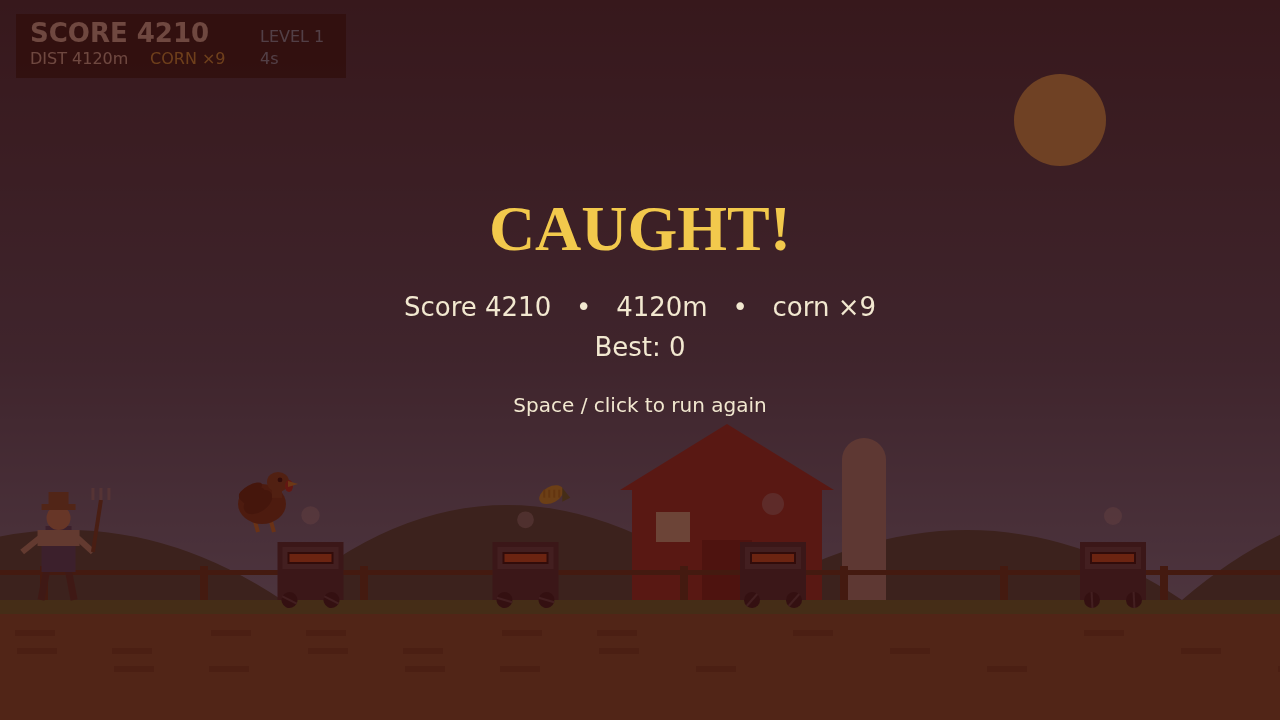 SCORE 4210
LEVEL 1
DIST 4120m CORN ×9
4s
CAUGHT!
Score 4210 • 4120m • corn ×9
Best: 0
Space / click to run again